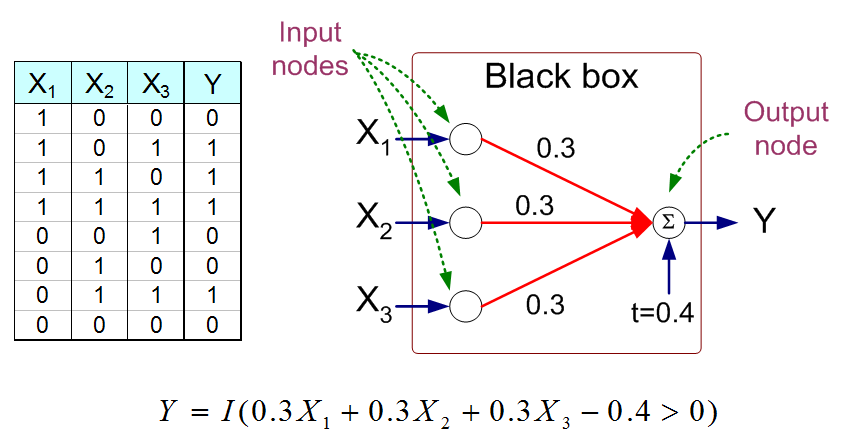 X₁ X₂ X₃ Y
1 0 0 0
1 0 1 1
1 1 0 1
1 1 1 1
0 0 1 0
0 1 0 0
0 1 1 1
0 0 0 0
Input
nodes
Black box
X₁
0.3
X₂
0.3
X₃
0.3
Σ
t=0.4
Output
node
Y
Y = I(0.3X₁ + 0.3X₂ + 0.3X₃ − 0.4 > 0)